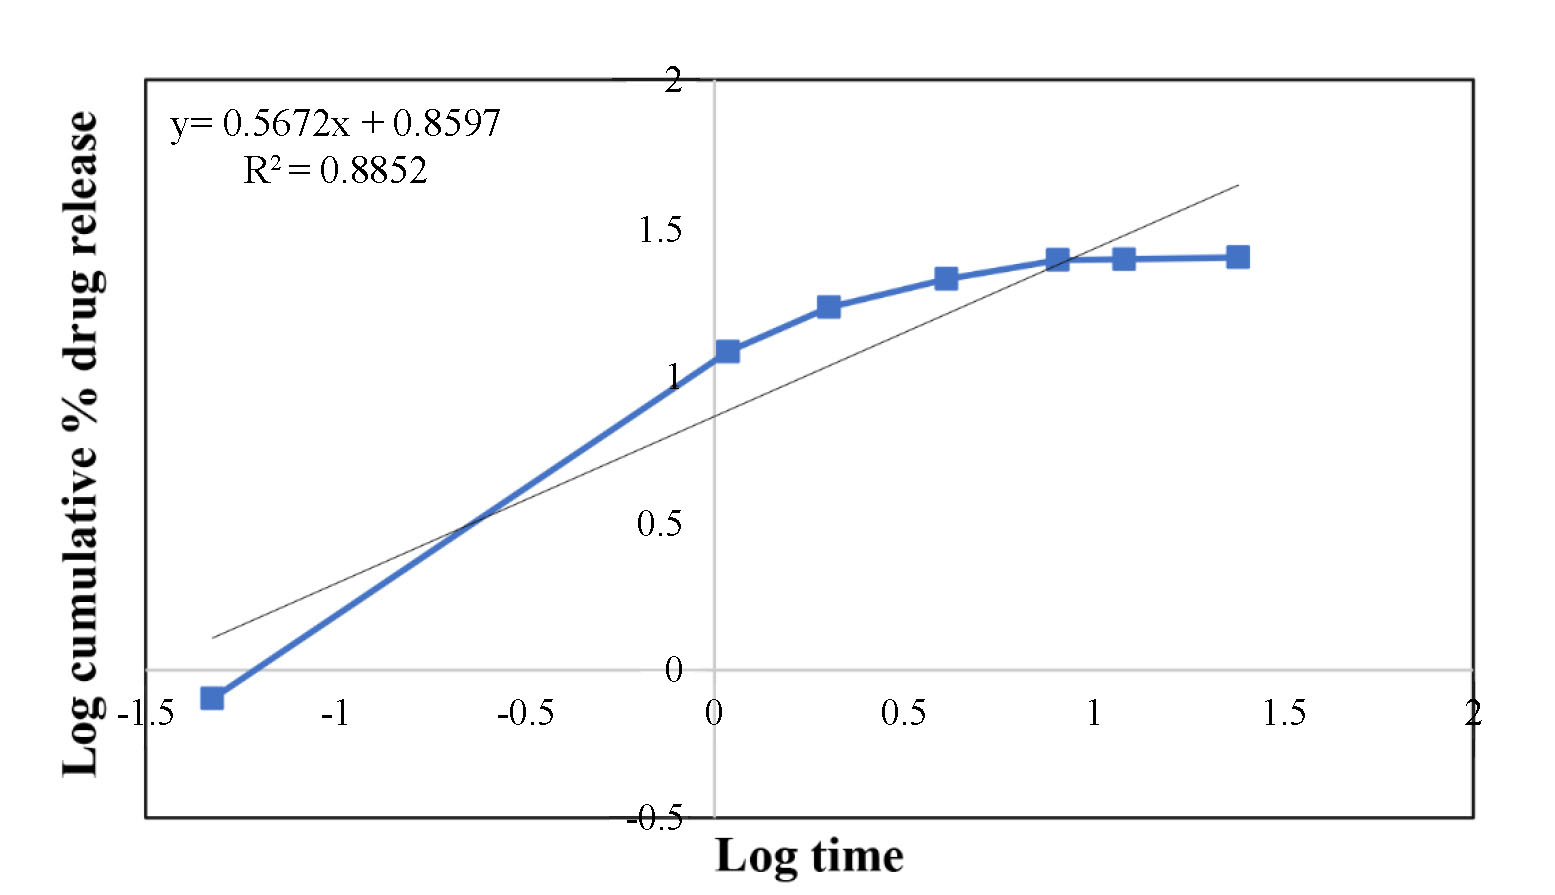 y= 0.5672x + 0.8597
R² = 0.8852
Log cumulative % drug release
2
1.5
1
0.5
0
-0.5
-1.5 -1 -0.5 0 0.5 1 1.5 2
Log time